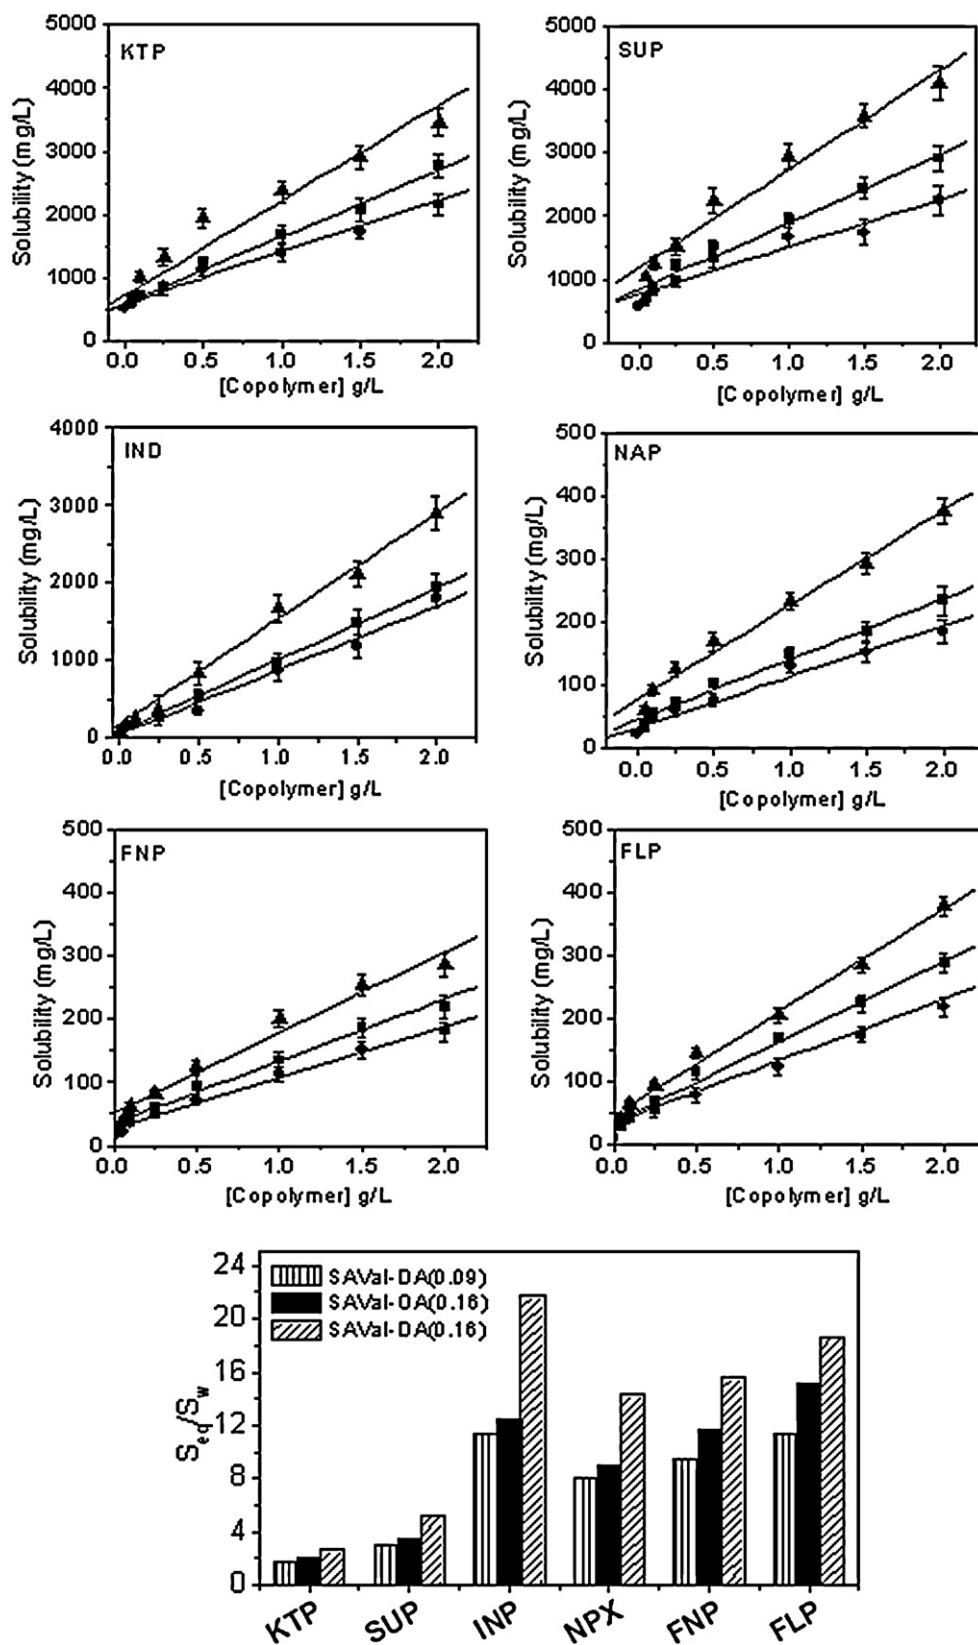 KTP
5000
4000
3000
2000
1000
0
Solubility (mg/L)
0.0 0.5 1.0 1.5 2.0
[Copolymer] g/L
SUP
5000
4000
3000
2000
1000
0
Solubility (mg/L)
0.0 0.5 1.0 1.5 2.0
[Copolymer] g/L
IND
4000
3000
2000
1000
0
Solubility (mg/L)
0.0 0.5 1.0 1.5 2.0
[Copolymer] g/L
NAP
500
400
300
200
100
0
Solubility (mg/L)
0.0 0.5 1.0 1.5 2.0
[Copolymer] g/L
FNP
500
400
300
200
100
0
Solubility (mg/L)
0.0 0.5 1.0 1.5 2.0
[Copolymer] g/L
FLP
500
400
300
200
100
0
Solubility (mg/L)
0.0 0.5 1.0 1.5 2.0
[Copolymer] g/L
24
20
16
12
8
4
0
Seq/Sw
SAVal-DA(0.09)
SAVal-OA(0.16)
SAVal-DA(0.16)
KTP SUP INP NPX FNP FLP